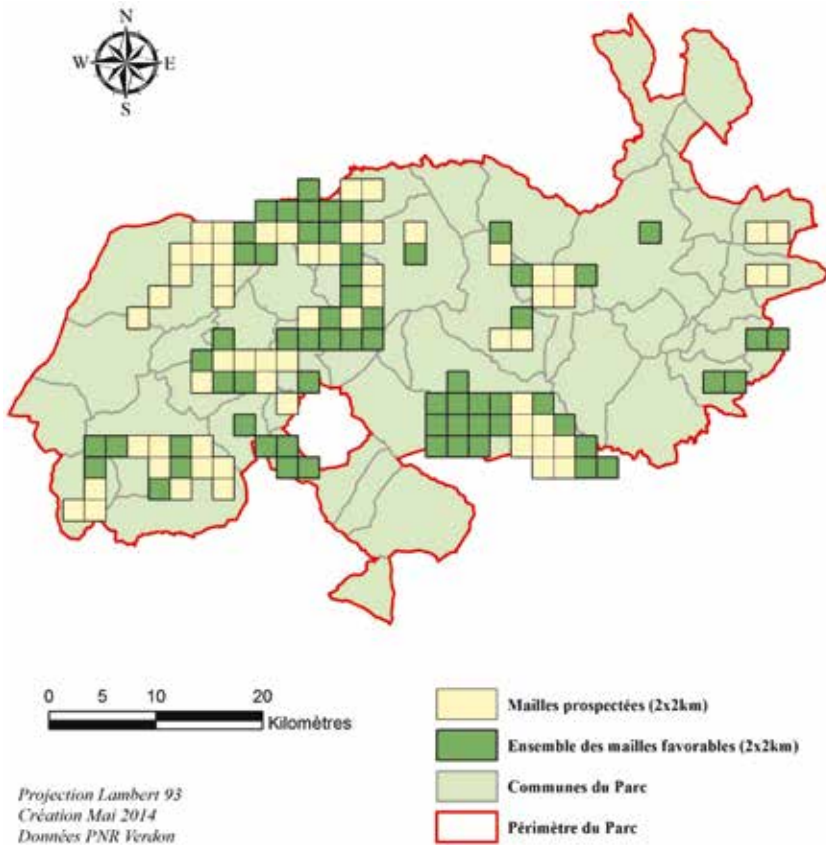 N
W E
S
0 5 10 20
Kilomètres
Mailles prospectées (2x2km)
Ensemble des mailles favorables (2x2km)
Communes du Parc
Périmètre du Parc
Projection Lambert 93
Création Mai 2014
Données PNR Verdon